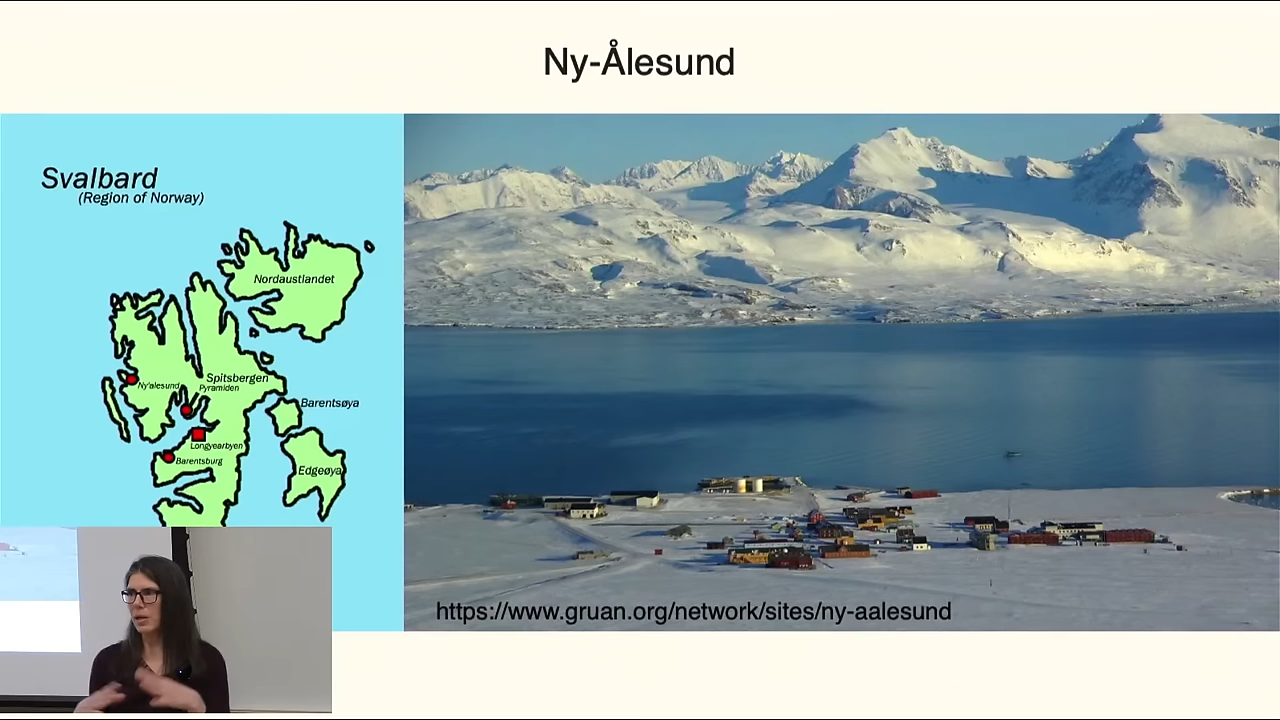 Ny-Ålesund
Svalbard
(Region of Norway)
Nordaustlandet
Ny'alesund
Spitsbergen
Pyramiden
Barentsøya
Longyearbyen
Barentsburg
Edgeøya
https://www.gruan.org/network/sites/ny-aalesund